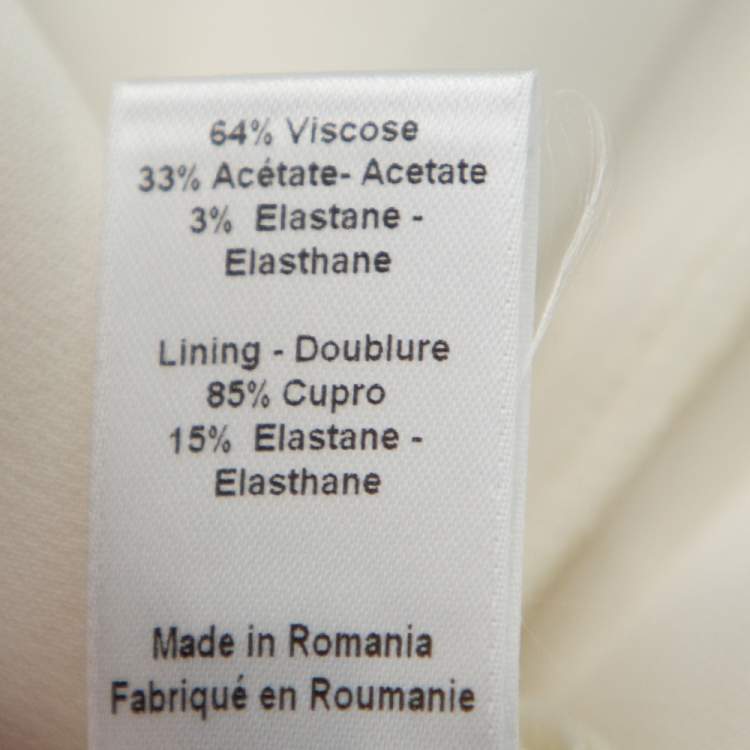 64% Viscose
33% Acétate- Acetate
3% Elastane -
Elasthane
Lining - Doublure
85% Cupro
15% Elastane -
Elasthane
Made in Romania
Fabriqué en Roumanie